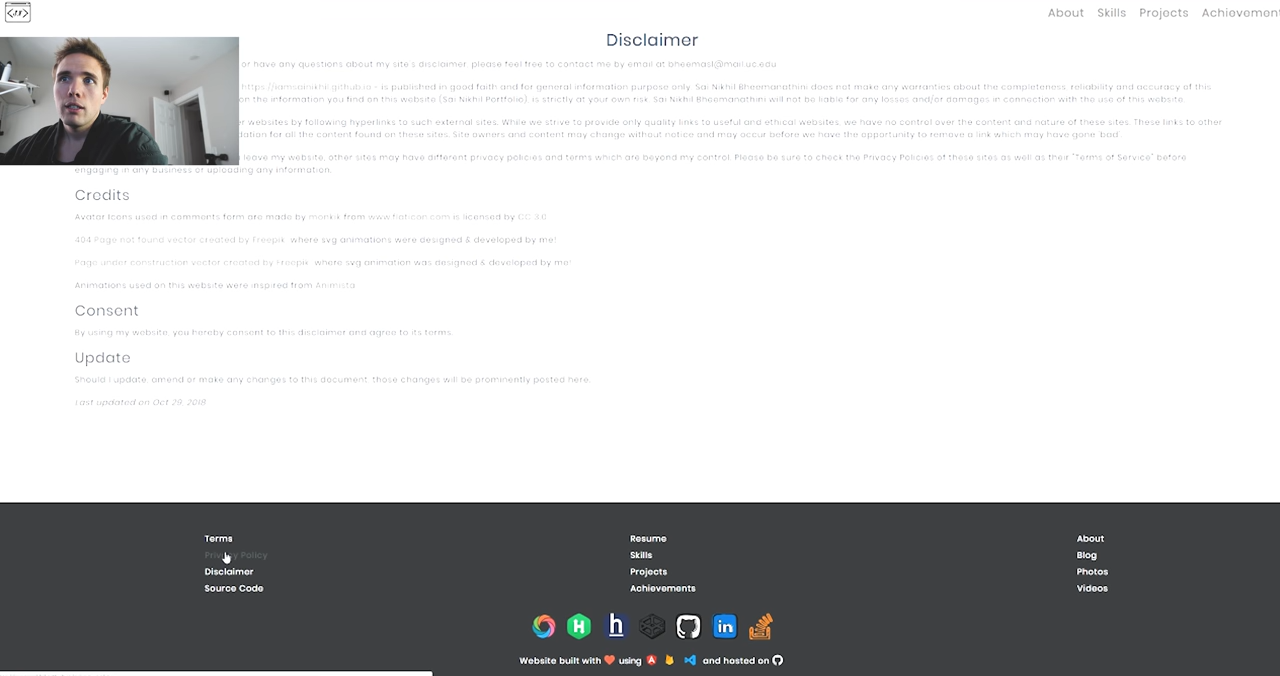 About Skills Projects Achievement
Disclaimer
or have any questions about my site's disclaimer, please feel free to contact me by email at bheemasl@mail.uc.edu
https://iamsainikhil.github.io - is published in good faith and for general information purpose only. Sai Nikhil Bheemanathini does not make any warranties about the completeness, reliability and accuracy of this
on the information you find on this website (Sai Nikhil Portfolio), is strictly at your own risk. Sai Nikhil Bheemanathini will not be liable for any losses and/or damages in connection with the use of this website.
r websites by following hyperlinks to such external sites. While we strive to provide only quality links to useful and ethical websites, we have no control over the content and nature of these sites. These links to other
dation for all the content found on these sites. Site owners and content may change without notice and may occur before we have the opportunity to remove a link which may have gone 'bad'.
leave my website, other sites may have different privacy policies and terms which are beyond my control. Please be sure to check the Privacy Policies of these sites as well as their "Terms of Service" before
engaging in any business or uploading any information.
Credits
Avatar Icons used in comments form are made by monkik from www.flaticon.com is licensed by CC 3.0
404 Page not found vector created by Freepik where svg animations were designed & developed by me!
Page under construction vector created by Freepik where svg animation was designed & developed by me!
Animations used on this website were inspired from Animista
Consent
By using my website, you hereby consent to this disclaimer and agree to its terms.
Update
Should I update, amend or make any changes to this document, those changes will be prominently posted here.
Last updated on Oct 29, 2018.
Terms
Privacy Policy
Disclaimer
Source Code
Resume
Skills
Projects
Achievements
About
Blog
Photos
Videos
Website built with using and hosted on